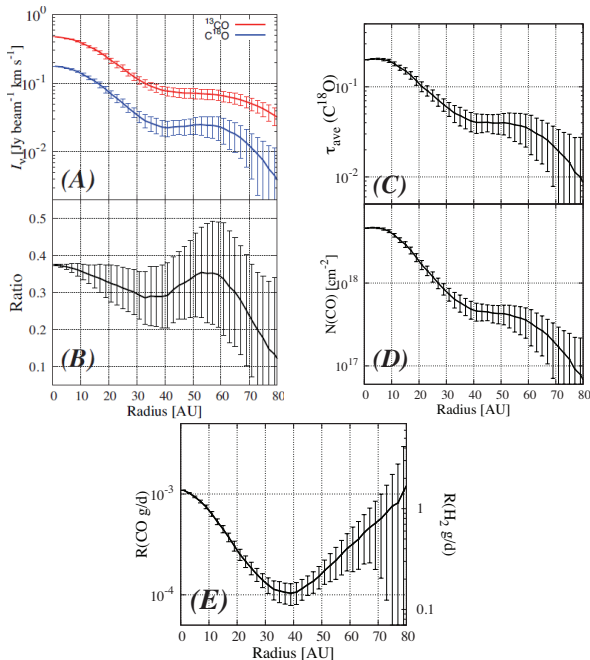 13CO
C18O
Iν [Jy beam-1 km s-1]
10^0
10^-1
10^-2
(A)
Ratio
0.5
0.4
0.3
0.2
0.1
(B)
0 10 20 30 40 50 60 70 80
Radius [AU]
τave (C18O)
10^-1
10^-2
(C)
N(CO) [cm-2]
10^18
10^17
(D)
0 10 20 30 40 50 60 70 80
Radius [AU]
R(CO g/d)
10^-3
10^-4
(E)
R(H2 g/d)
1
0.1
0 10 20 30 40 50 60 70 80
Radius [AU]